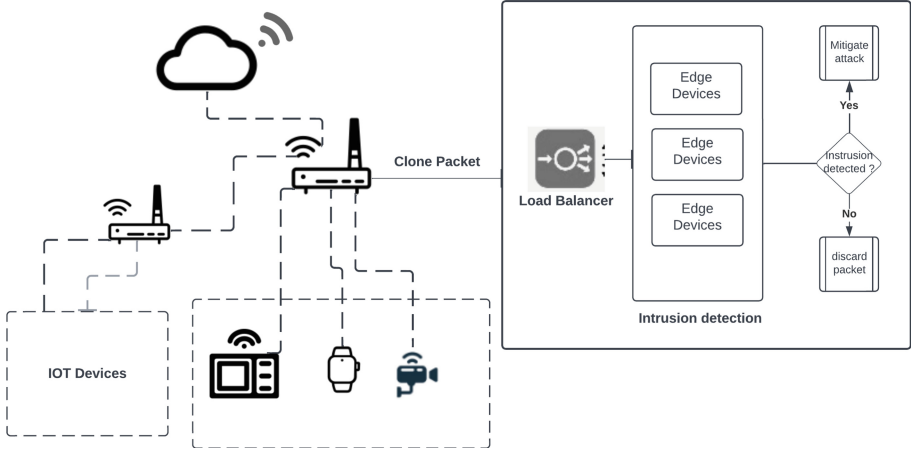 Clone Packet
IOT Devices
Load Balancer
Edge
Devices
Edge
Devices
Edge
Devices
Intrusion detection
Mitigate
attack
Yes
Instrusion
detected ?
No
discard
packet